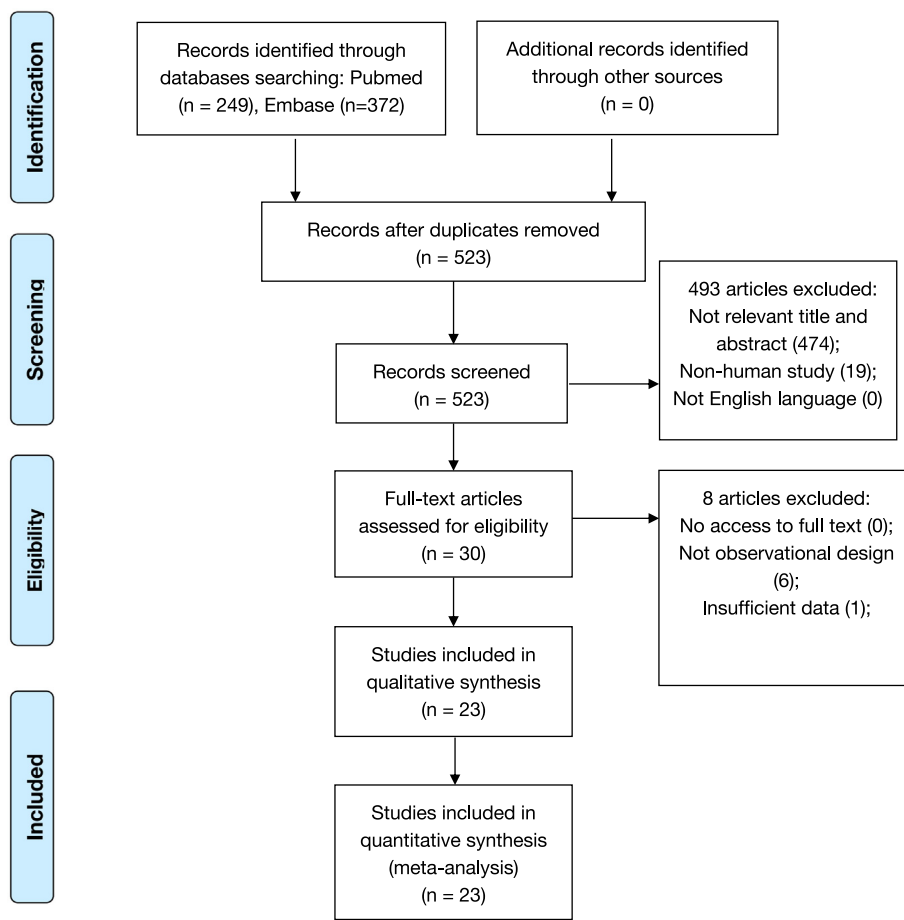 Identification
Records identified through
databases searching: Pubmed
(n = 249), Embase (n=372)
Additional records identified
through other sources
(n = 0)
Records after duplicates removed
(n = 523)
Screening
493 articles excluded:
Not relevant title and
abstract (474);
Non-human study (19);
Not English language (0)
Records screened
(n = 523)
Eligibility
Full-text articles
assessed for eligibility
(n = 30)
8 articles excluded:
No access to full text (0);
Not observational design
(6);
Insufficient data (1);
Studies included in
qualitative synthesis
(n = 23)
Included
Studies included in
quantitative synthesis
(meta-analysis)
(n = 23)